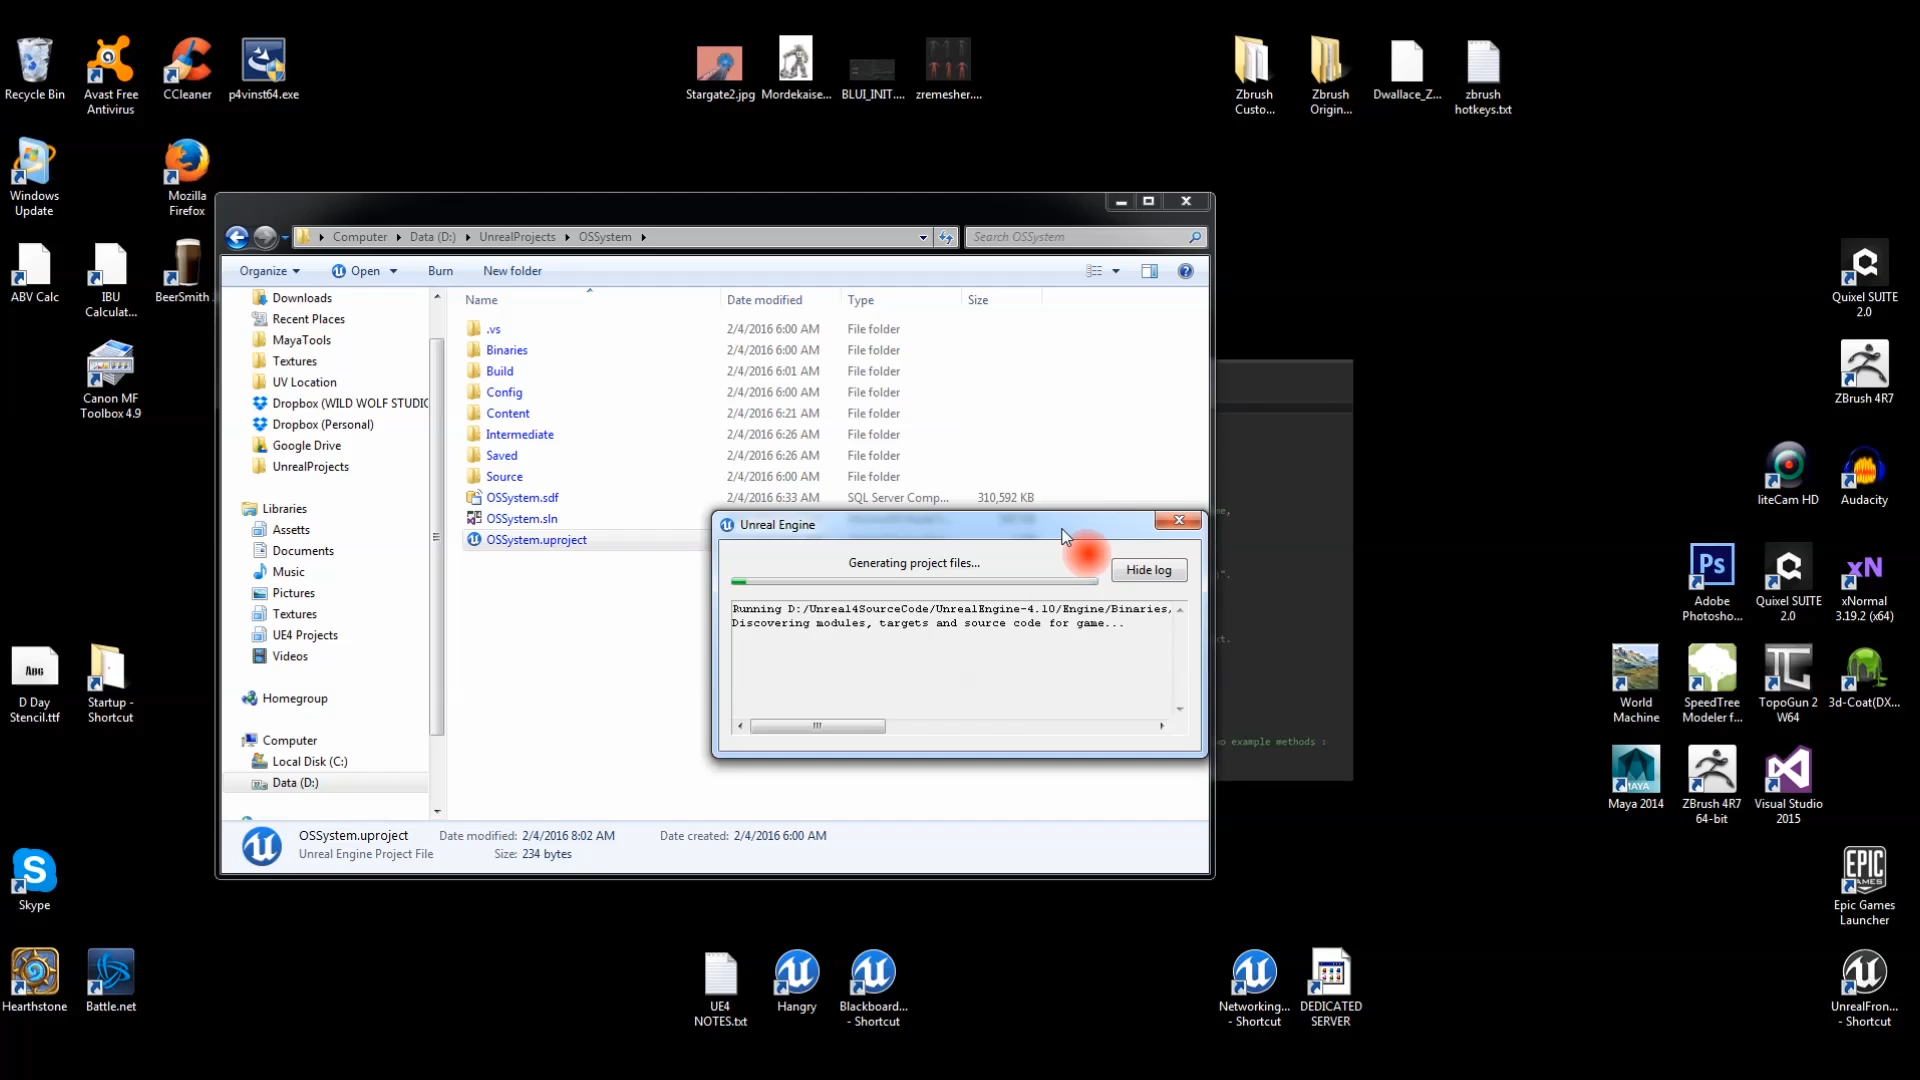 Recycle Bin
Avast Free
Antivirus
CCleaner
p4vinst64.exe
Stargate2.jpg
Mordekaise...
BLUI_INIT....
zremesher....
Zbrush
Custo...
Zbrush
Origin...
Dwallace_Z...
zbrush
hotkeys.txt
Windows
Update
Mozilla
Firefox
ABV Calc
IBU
Calculat...
BeerSmith
Canon MF
Toolbox 4.9
Computer
Data (D:)
UnrealProjects
OSSystem
Search OSSystem
Organize
Open
Burn
New folder
Name
Date modified
Type
Size
Downloads
Recent Places
MayaTools
Textures
UV Location
Dropbox (WILD WOLF STUDIO
Dropbox (Personal)
Google Drive
UnrealProjects
Libraries
Assetts
Documents
Music
Pictures
Textures
UE4 Projects
Videos
Homegroup
Computer
Local Disk (C:)
Data (D:)
.vs 2/4/2016 6:00 AM File folder
Binaries 2/4/2016 6:00 AM File folder
Build 2/4/2016 6:01 AM File folder
Config 2/4/2016 6:00 AM File folder
Content 2/4/2016 6:21 AM File folder
Intermediate 2/4/2016 6:26 AM File folder
Saved 2/4/2016 6:26 AM File folder
Source 2/4/2016 6:00 AM File folder
OSSystem.sdf 2/4/2016 6:33 AM SQL Server Comp... 310,592 KB
OSSystem.sln
OSSystem.uproject
Unreal Engine
Generating project files...
Hide log
Running D:/Unreal4SourceCode/UnrealEngine-4.10/Engine/Binaries,
Discovering modules, targets and source code for game...
wo example methods :
OSSystem.uproject
Date modified: 2/4/2016 8:02 AM
Date created: 2/4/2016 6:00 AM
Unreal Engine Project File
Size: 234 bytes
Quixel SUITE
2.0
ZBrush 4R7
liteCam HD
Audacity
Ps
Adobe
Photosho...
Quixel SUITE
2.0
xN
xNormal
3.19.2 (x64)
World
Machine
SpeedTree
Modeler f...
TopoGun 2
W64
3d-Coat(DX...
MAYA
Maya 2014
ZBrush 4R7
64-bit
Visual Studio
2015
Abg
D Day
Stencil.ttf
Startup -
Shortcut
Skype
EPIC
GAMES
Epic Games
Launcher
Hearthstone
Battle.net
UE4
NOTES.txt
Hangry
Blackboard...
- Shortcut
Networking...
- Shortcut
DEDICATED
SERVER
UnrealFron...
- Shortcut